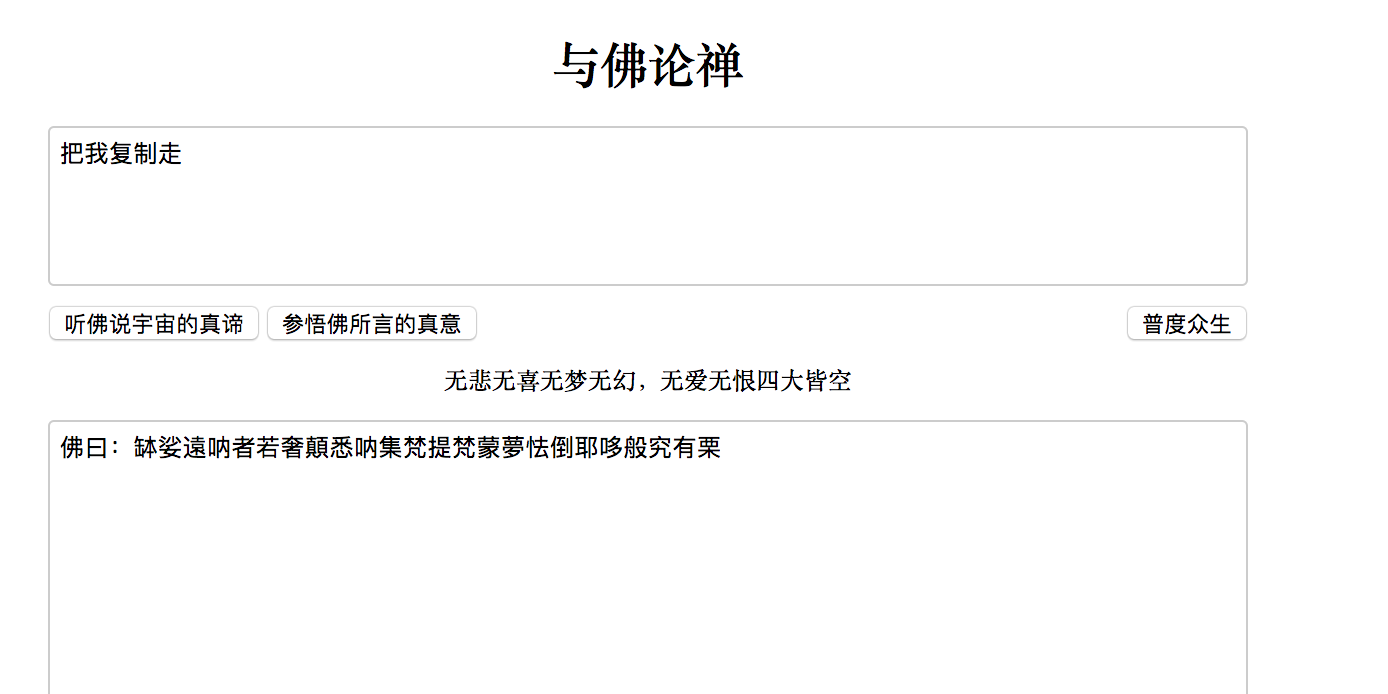 与佛论禅
把我复制走
听佛说宇宙的真谛 参悟佛所言的真意 普度众生
无悲无喜无梦无幻，无爱无恨四大皆空
佛曰：缽娑遠呐者若奢顛悉呐集梵提梵蒙夢怯倒耶哆般究有栗